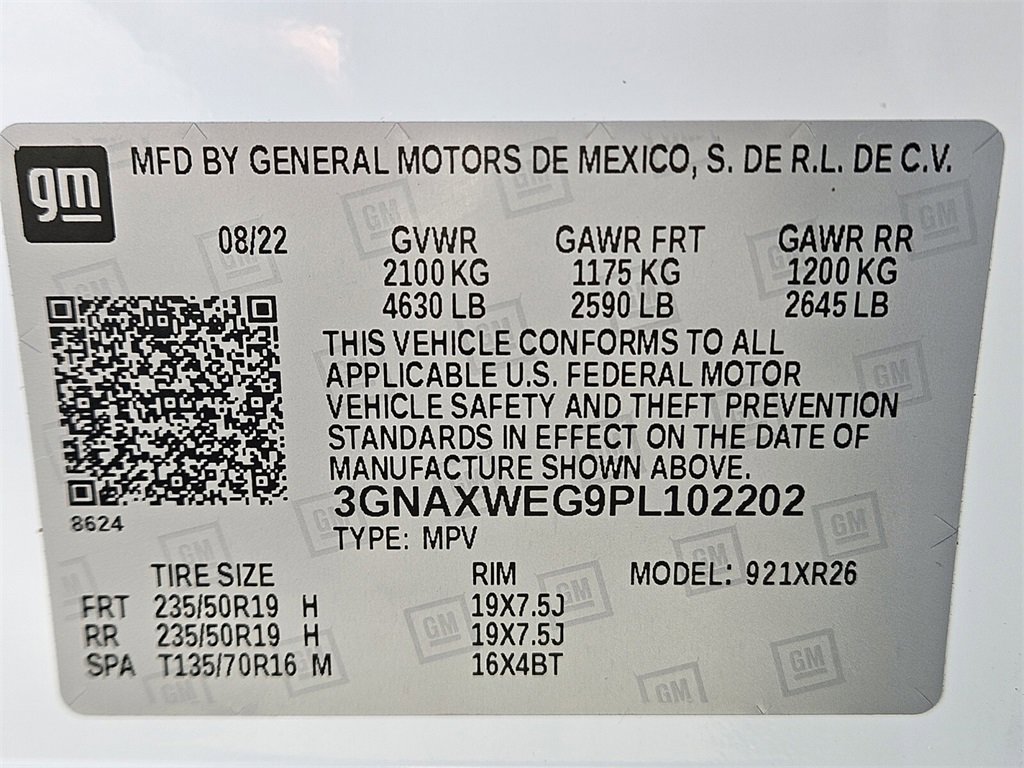 gm MFD BY GENERAL MOTORS DE MEXICO, S. DE R.L. DE C.V.
08/22 GVWR GAWR FRT GAWR RR
2100 KG 1175 KG 1200 KG
4630 LB 2590 LB 2645 LB
THIS VEHICLE CONFORMS TO ALL
APPLICABLE U.S. FEDERAL MOTOR
VEHICLE SAFETY AND THEFT PREVENTION
STANDARDS IN EFFECT ON THE DATE OF
MANUFACTURE SHOWN ABOVE.
3GNAXWEG9PL102202
8624
TYPE: MPV
TIRE SIZE RIM MODEL: 921XR26
FRT 235/50R19 H 19X7.5J
RR 235/50R19 H 19X7.5J
SPA T135/70R16 M 16X4BT